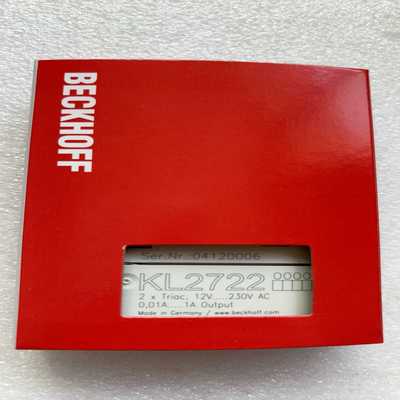 BECKHOFF
Ser.Nr.:04120006
KL2722 0000
2 x Triac, 12V....230V AC
0,01A....1A Output
Made in Germany / www.beckhoff.com